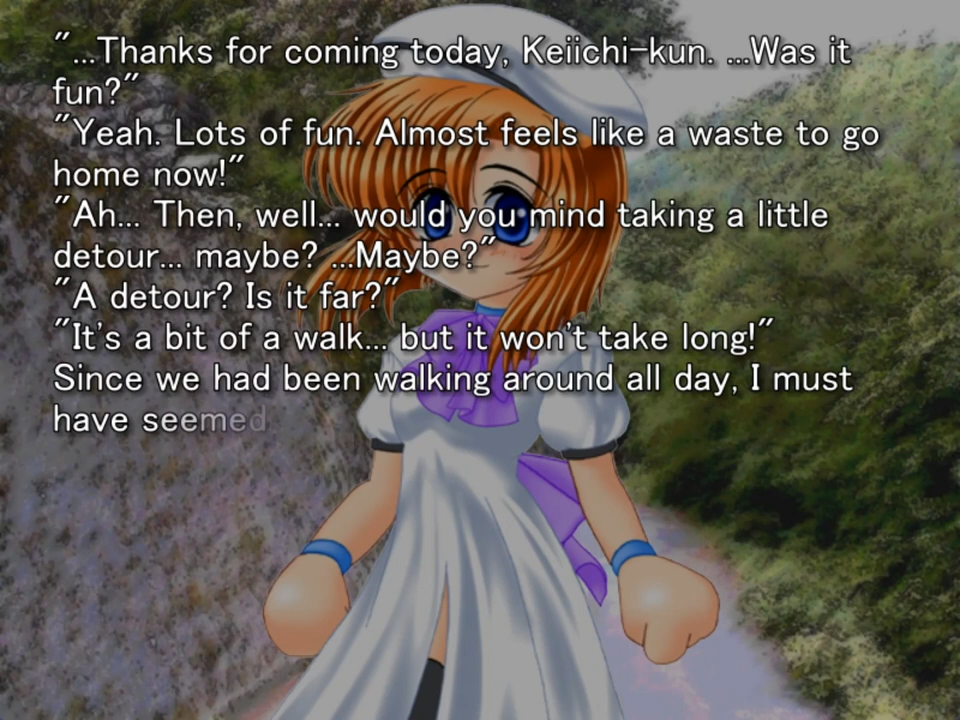 "...Thanks for coming today, Keiichi-kun. ...Was it
fun?"
"Yeah. Lots of fun. Almost feels like a waste to go
home now!"
"Ah... Then, well... would you mind taking a little
detour... maybe? ...Maybe?"
"A detour? Is it far?"
"It's a bit of a walk... but it won't take long!"
Since we had been walking around all day, I must
have seemed